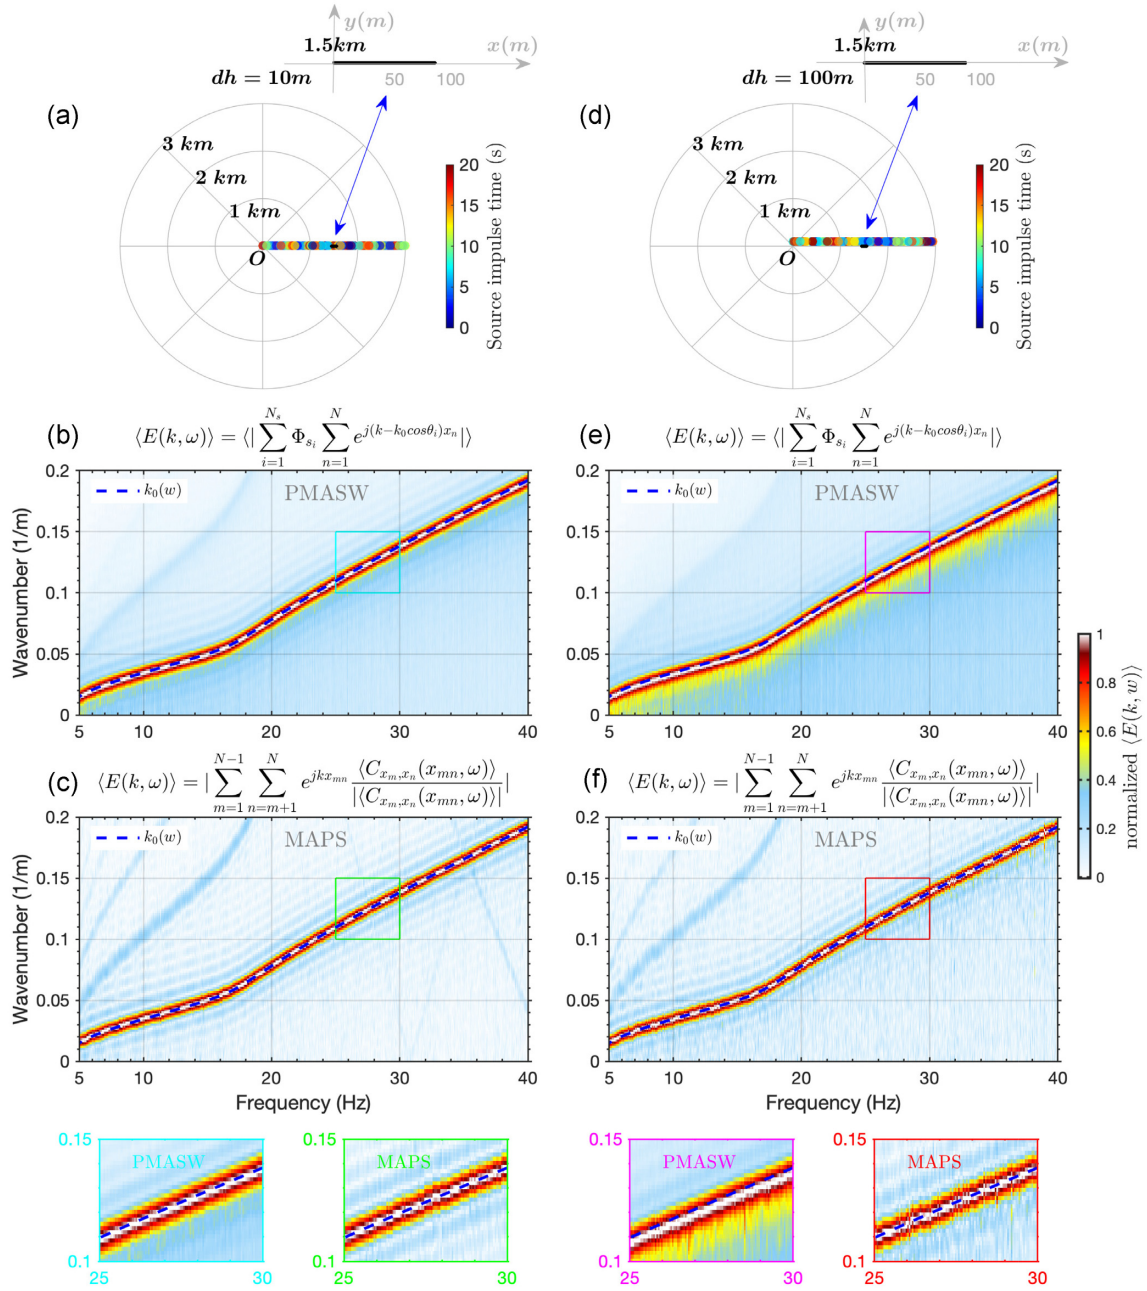 y(m)
1.5km
x(m)
dh = 10m
50
100
(a)
3 km
2 km
1 km
O
20
15
10
5
0
Source impulse time (s)
y(m)
1.5km
x(m)
dh = 100m
50
100
(d)
3 km
2 km
1 km
O
20
15
10
5
0
Source impulse time (s)
(b)
⟨E(k, ω)⟩ = ⟨| ∑_{i=1}^{N_s} Φ_{s_i} ∑_{n=1}^{N} e^{j(k−k_0cosθ_i)x_n} |⟩
0.2
0.15
0.1
0.05
0
Wavenumber (1/m)
k_0(w)
PMASW
5
10
20
30
40
(e)
⟨E(k, ω)⟩ = ⟨| ∑_{i=1}^{N_s} Φ_{s_i} ∑_{n=1}^{N} e^{j(k−k_0cosθ_i)x_n} |⟩
0.2
0.15
0.1
0.05
0
k_0(w)
PMASW
5
10
20
30
40
(c)
⟨E(k, ω)⟩ = | ∑_{m=1}^{N−1} ∑_{n=m+1}^{N} e^{jkx_{mn}} ⟨C_{x_m,x_n}(x_{mn}, ω)⟩ / |⟨C_{x_m,x_n}(x_{mn}, ω)⟩| |
0.2
0.15
0.1
0.05
0
Wavenumber (1/m)
k_0(w)
MAPS
5
10
20
30
40
Frequency (Hz)
(f)
⟨E(k, ω)⟩ = | ∑_{m=1}^{N−1} ∑_{n=m+1}^{N} e^{jkx_{mn}} ⟨C_{x_m,x_n}(x_{mn}, ω)⟩ / |⟨C_{x_m,x_n}(x_{mn}, ω)⟩| |
0.2
0.15
0.1
0.05
0
k_0(w)
MAPS
5
10
20
30
40
Frequency (Hz)
1
0.8
0.6
0.4
0.2
0
normalized ⟨E(k, w)⟩
0.15
0.1
PMASW
25
30
0.15
0.1
MAPS
25
30
0.15
0.1
PMASW
25
30
0.15
0.1
MAPS
25
30